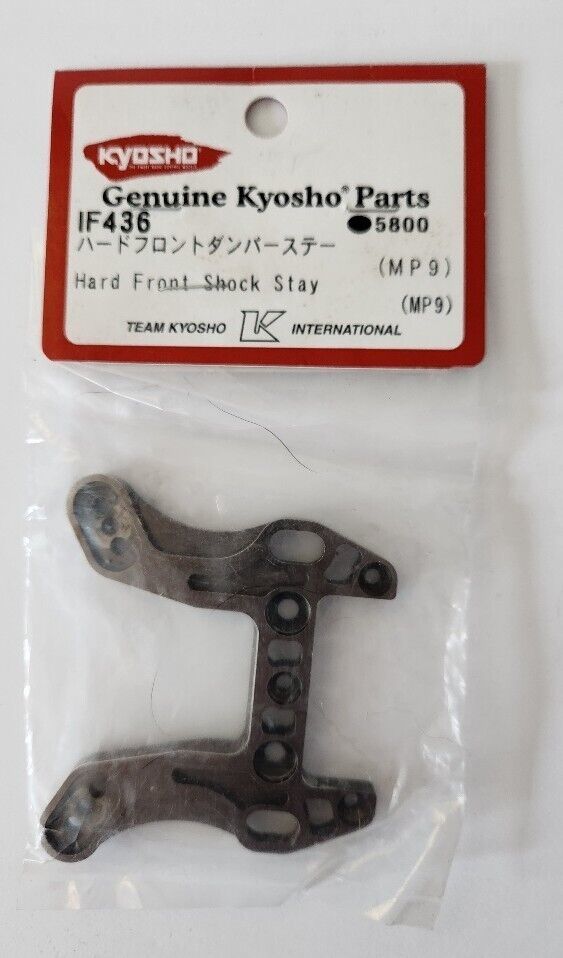 KYOSHO
Genuine Kyosho® Parts
IF436 ●5800
ハードフロントダンパーステー
(MP9)
Hard Front Shock Stay
(MP9)
TEAM KYOSHO K INTERNATIONAL